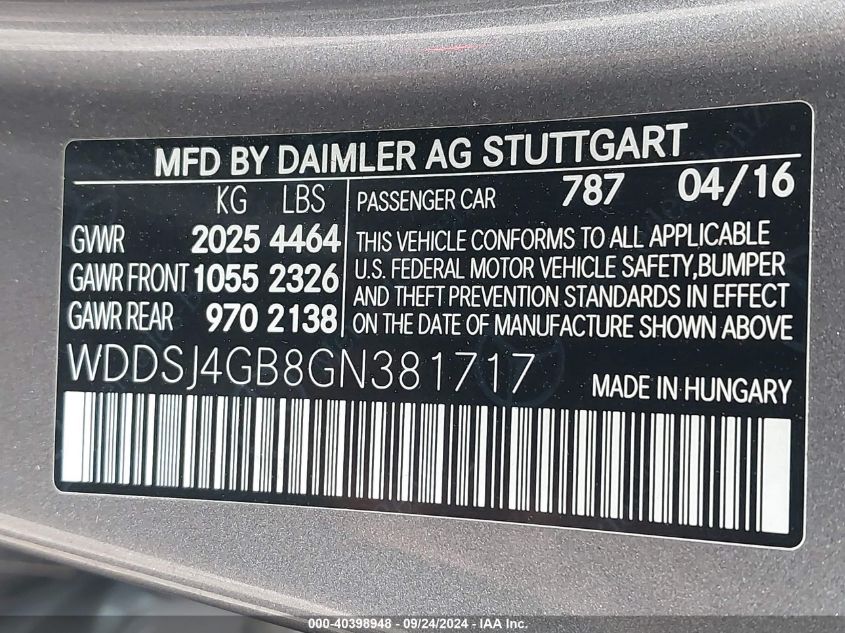 MFD BY DAIMLER AG STUTTGART
KG LBS
GVWR 2025 4464
GAWR FRONT 1055 2326
GAWR REAR 970 2138
PASSENGER CAR 787 04/16
THIS VEHICLE CONFORMS TO ALL APPLICABLE
U.S. FEDERAL MOTOR VEHICLE SAFETY,BUMPER
AND THEFT PREVENTION STANDARDS IN EFFECT
ON THE DATE OF MANUFACTURE SHOWN ABOVE
WDDSJ4GB8GN381717
MADE IN HUNGARY
000-40398948 - 09/24/2024 - IAA, Inc.